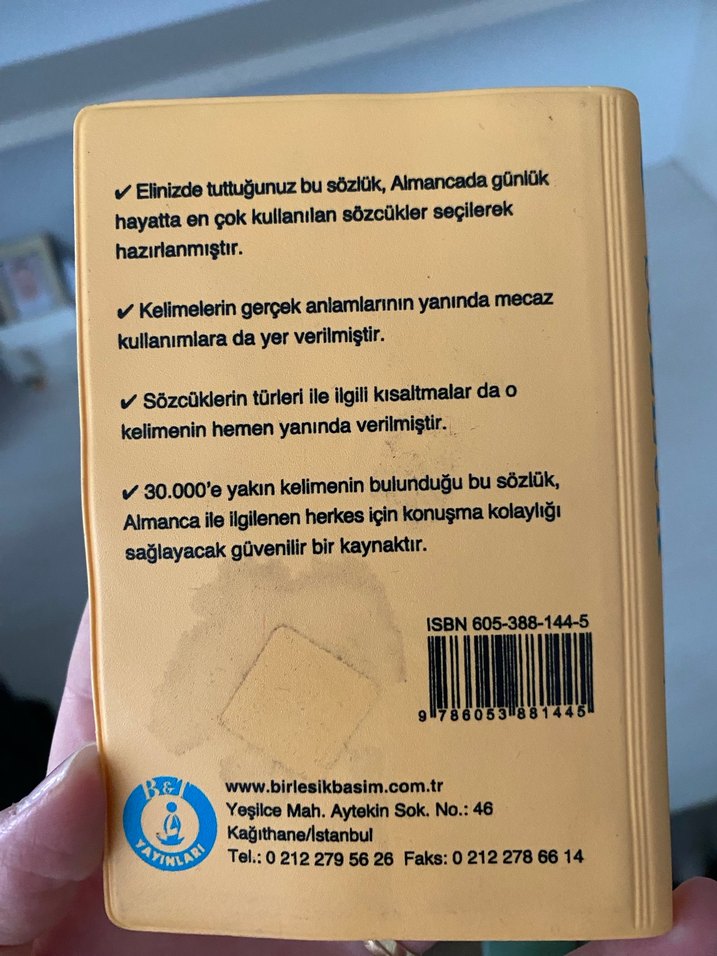 ✔ Elinizde tuttuğunuz bu sözlük, Almancada günlük
hayatta en çok kullanılan sözcükler seçilerek
hazırlanmıştır.
✔ Kelimelerin gerçek anlamlarının yanında mecaz
kullanımlara da yer verilmiştir.
✔ Sözcüklerin türleri ile ilgili kısaltmalar da o
kelimenin hemen yanında verilmiştir.
✔ 30.000'e yakın kelimenin bulunduğu bu sözlük,
Almanca ile ilgilenen herkes için konuşma kolaylığı
sağlayacak güvenilir bir kaynaktır.
ISBN 605-388-144-5
9 786053 881445
B&T
YAYINLARI
www.birlesikbasim.com.tr
Yeşilce Mah. Aytekin Sok. No.: 46
Kağıthane/İstanbul
Tel.: 0 212 279 56 26 Faks: 0 212 278 66 14